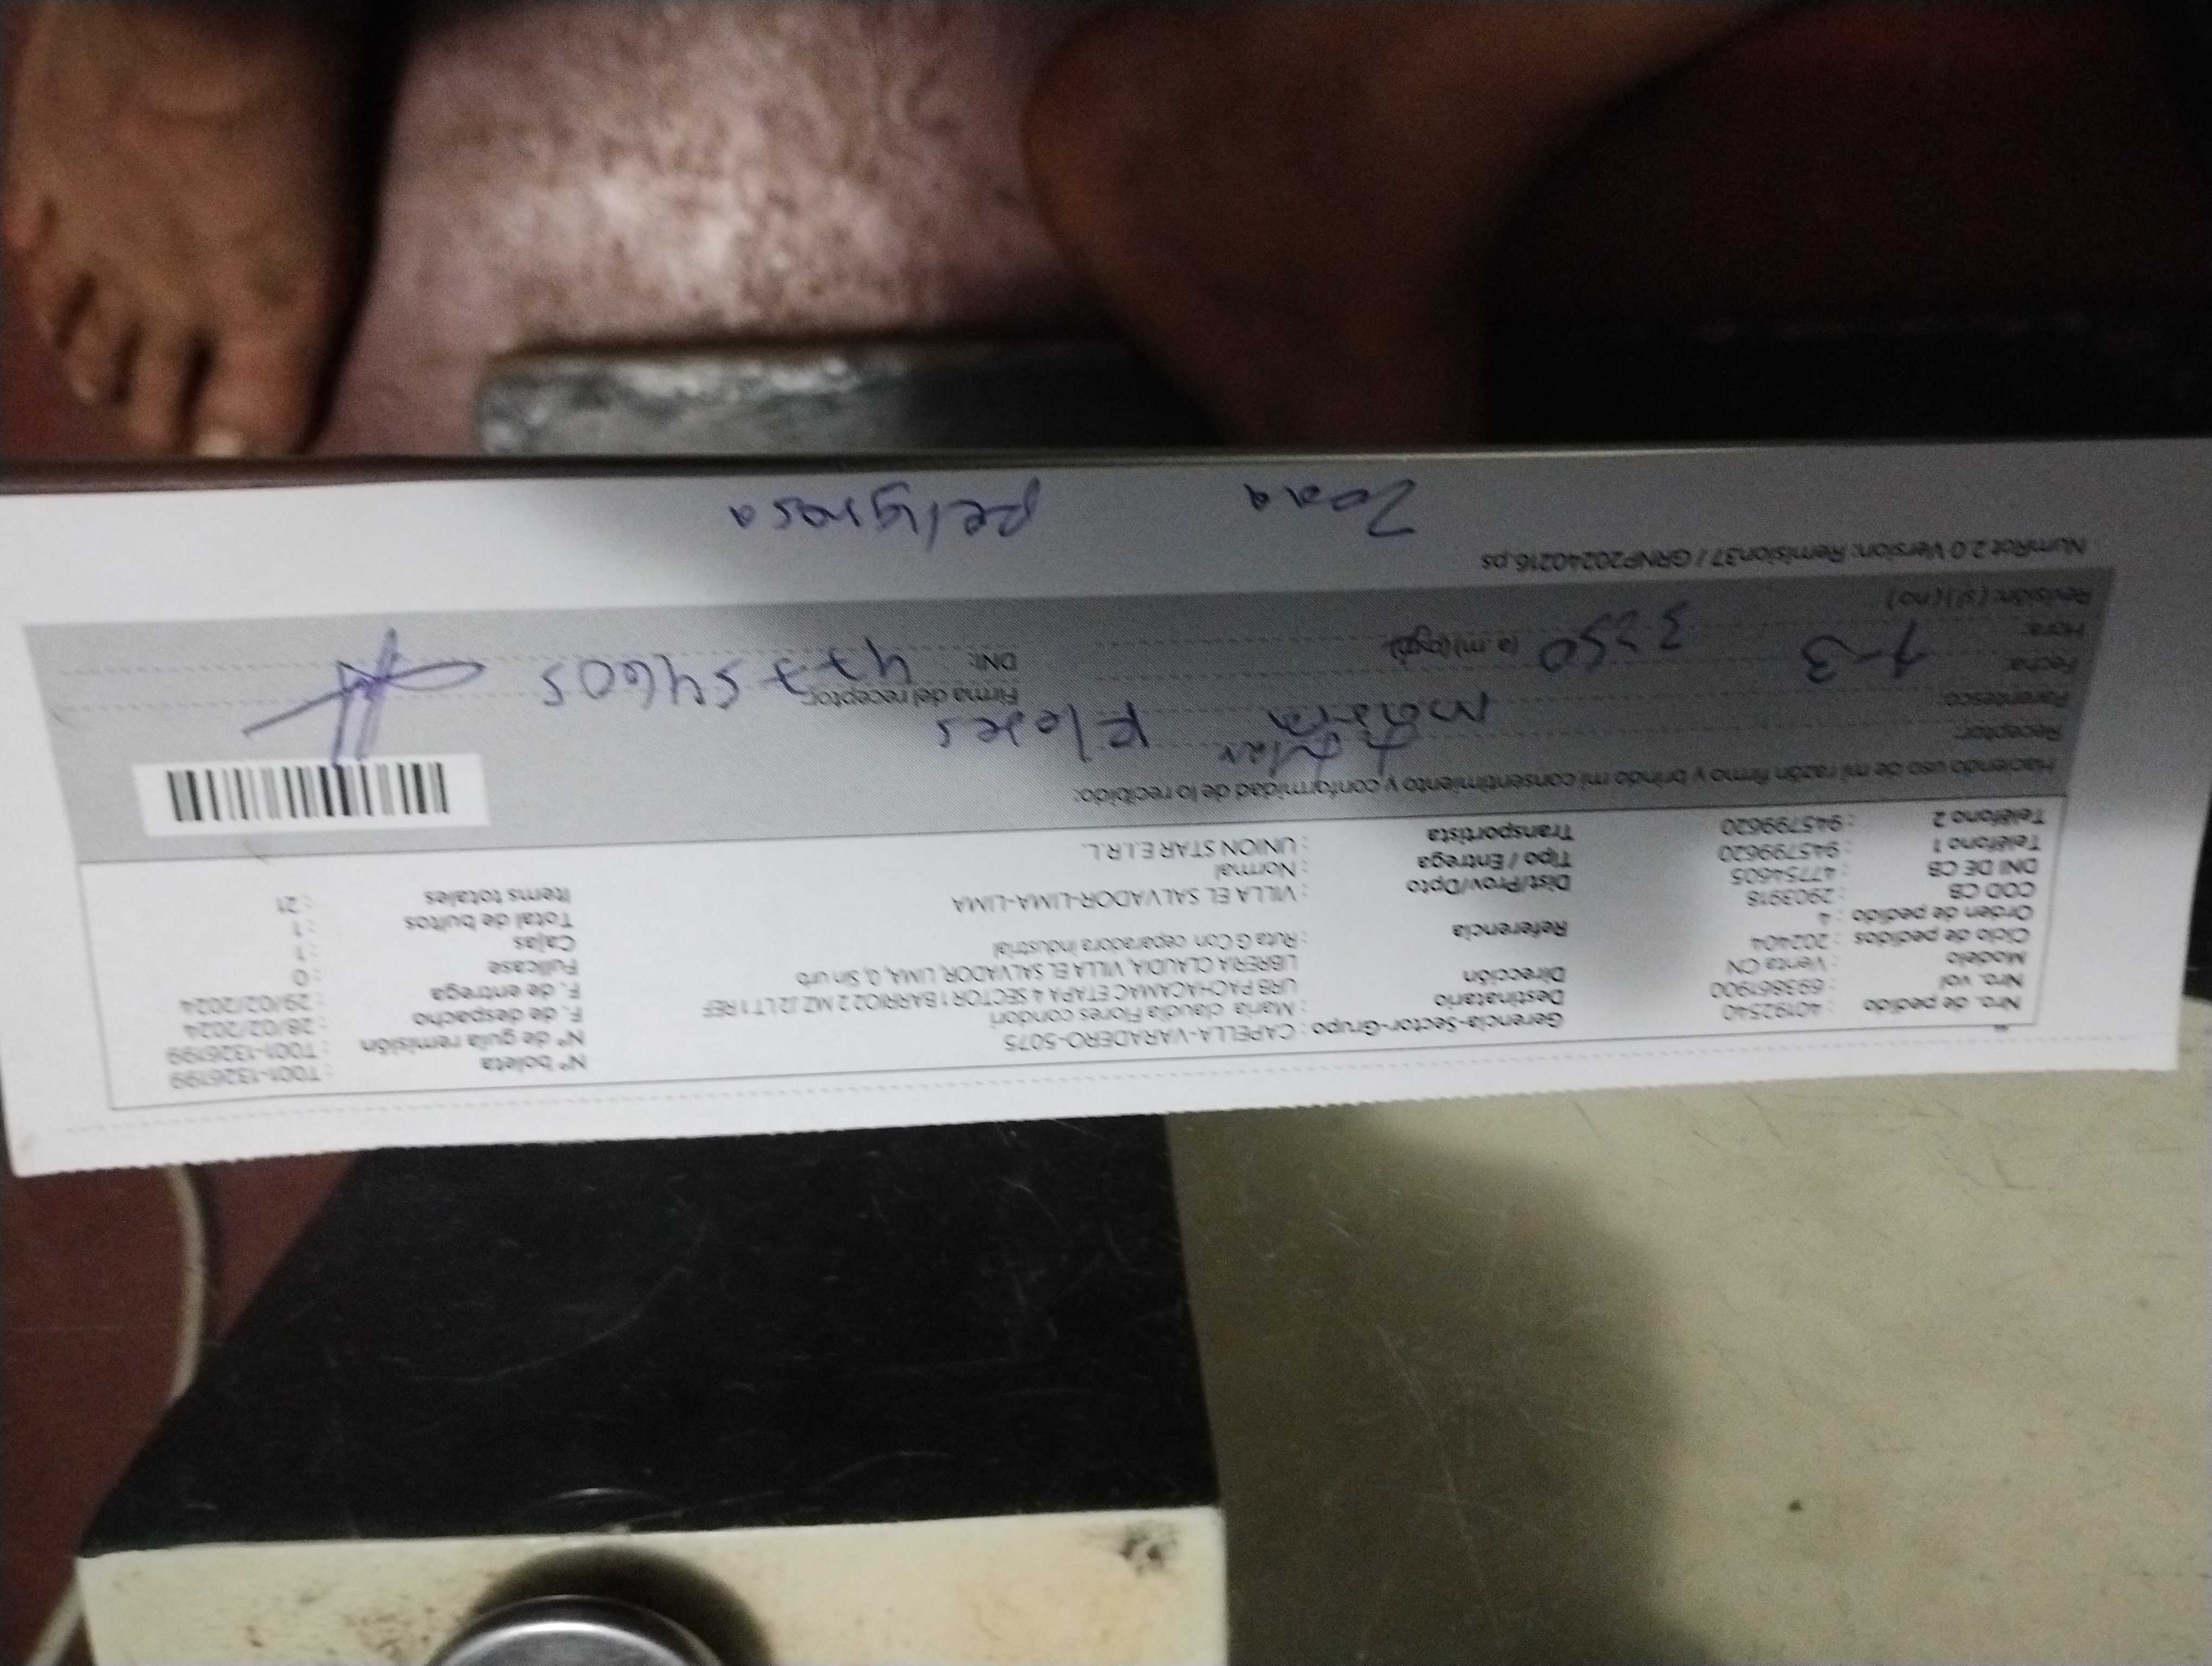 Nro. de pedido : 40192540
Nro. vol : 693861900
Modelo : Venta CN
Ciclo de pedidos : 202404
Orden de pedido : 4
COD CB : 2903918
DNI DE CB : 47754605
Teléfono 1 : 945799620
Teléfono 2 : 945799620
Gerencia-Sector-Grupo : CAPELLA-VARADERO-5075
Destinatario : Maria claudia Flores condori
Dirección URB PACHACAMAC ETAPA 4 SECTOR 1 BARRIO2 2 MZ J2 LT 1 REF
LIBRERIA CLAUDIA, VILLA EL SALVADOR, LIMA, 0, Sin urb
Referencia : Ruta G Con ceparadora industrial
Dist/Prov/Dpto : VILLA EL SALVADOR-LIMA-LIMA
Tipo / Entrega : Normal
Transportista : UNION STAR E.I.R.L.
Nº boleta : T001-1326199
Nº de guía remisión : T001-1326199
F. de despacho : 28/02/2024
F. de entrega : 29/02/2024
Fullcase : 0
Cajas : 1
Total de bultos : 1
Items totales : 21
Haciendo uso de mi razón firmo y brindo mi consentimiento y conformidad de lo recibido:
Receptor: Maria Flores
Parentesco: titular
Fecha: 1-3
Hora: 3:50 (a.m) (p.m)
Revisión: (sí) (no)
Firma del receptor
DNI: 47754605
NumRot 2.0 Version: Remision37 / GRNP20240216.ps
Zona peligrosa